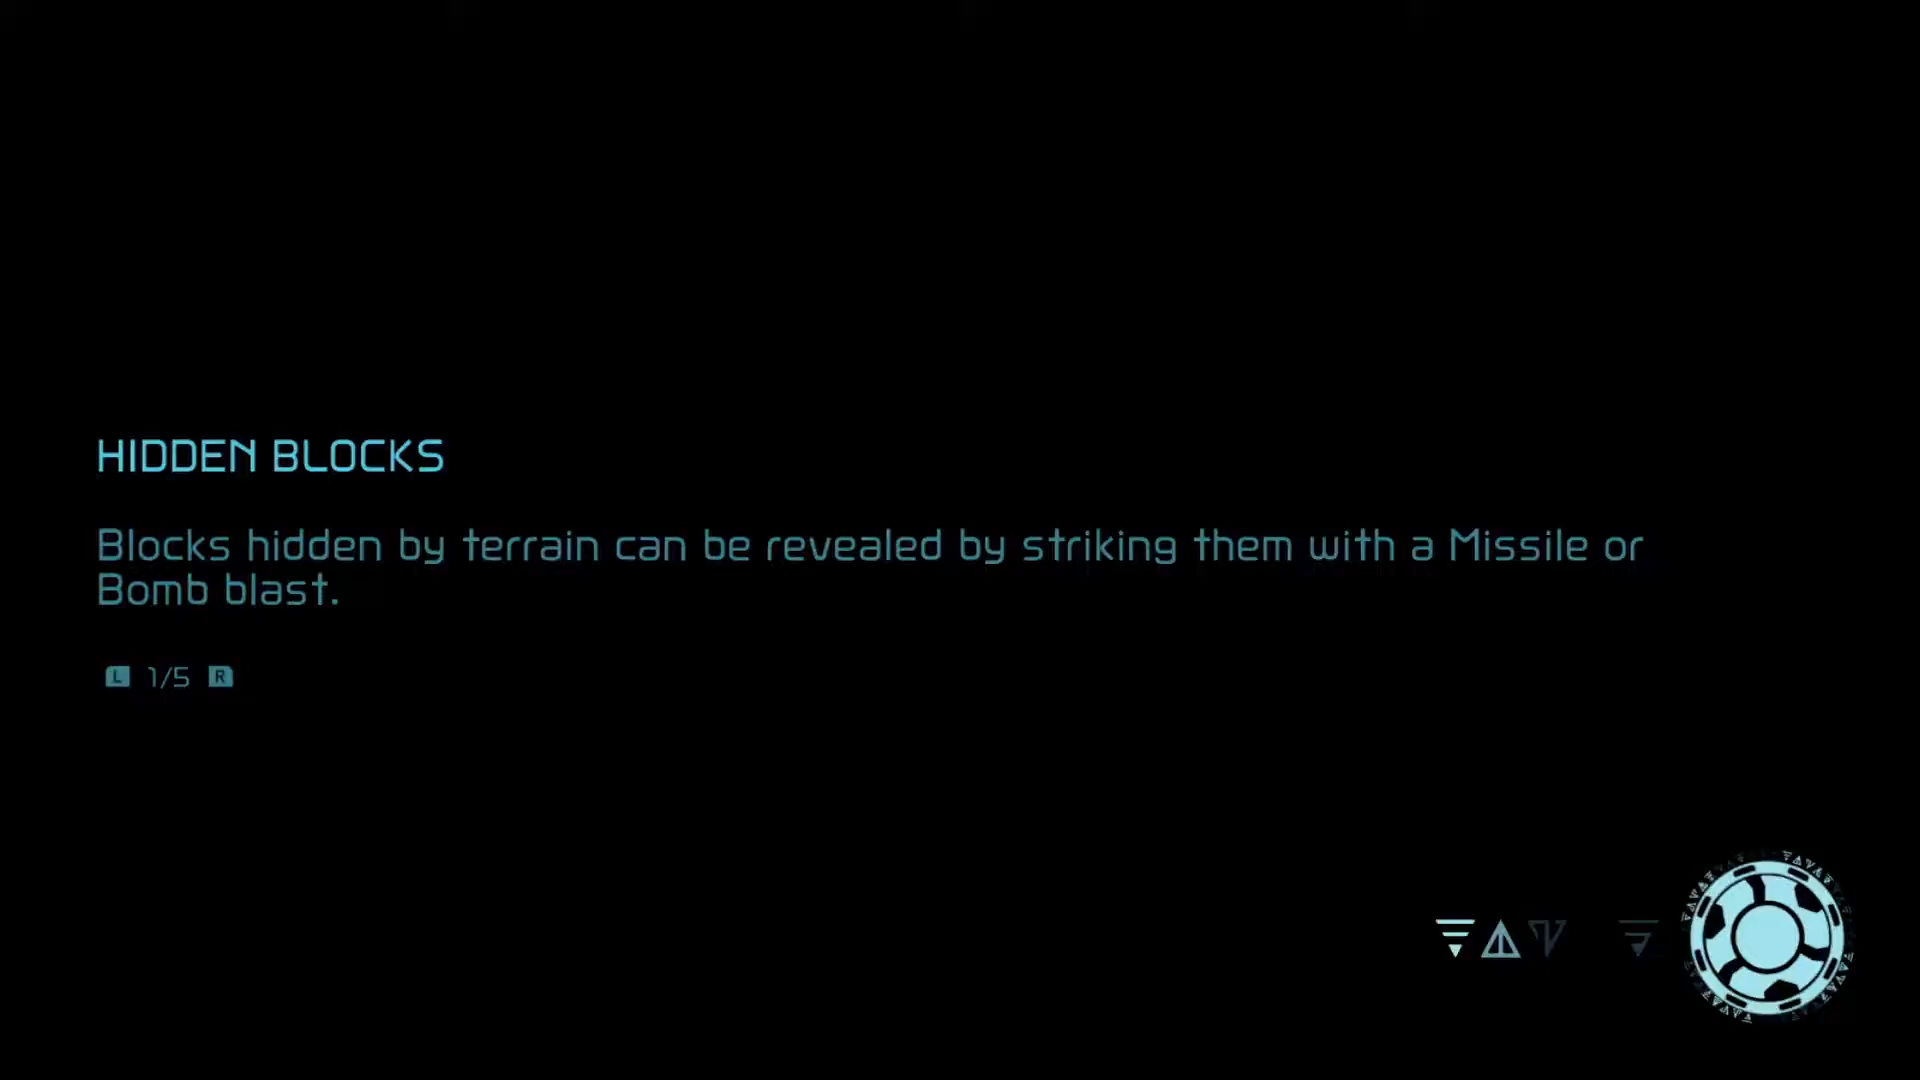 HIDDEN BLOCKS
Blocks hidden by terrain can be revealed by striking them with a Missile or
Bomb blast.
L 1/5 R